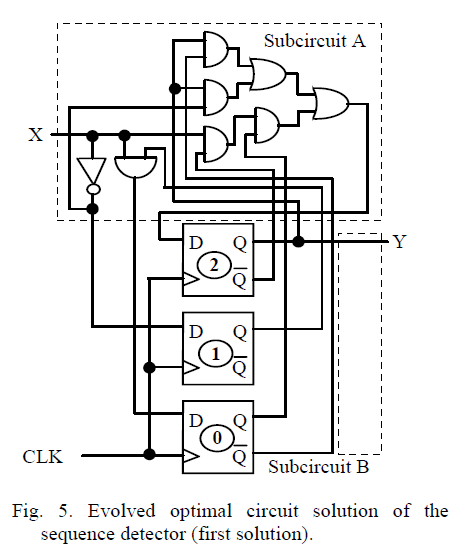 Subcircuit A
X
D Q
2
Q
Y
D Q
1
Q
D Q
0
Q
CLK
Subcircuit B
Fig. 5. Evolved optimal circuit solution of the
sequence detector (first solution).